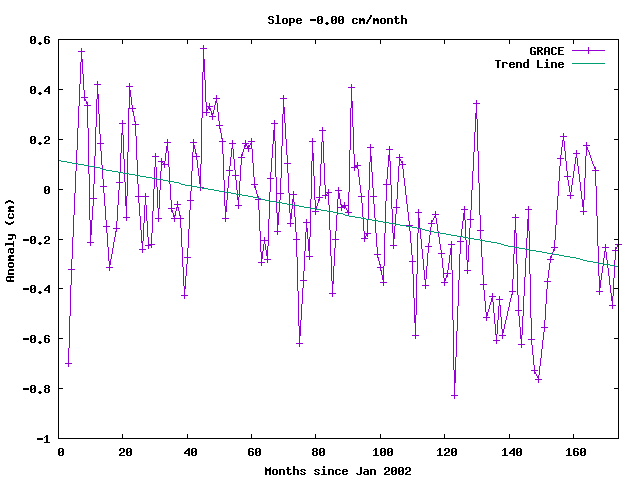 Slope -0.00 cm/month
GRACE
Trend Line
0.6
0.4
0.2
0
-0.2
-0.4
-0.6
-0.8
-1
Anomaly (cm)
0 20 40 60 80 100 120 140 160
Months since Jan 2002